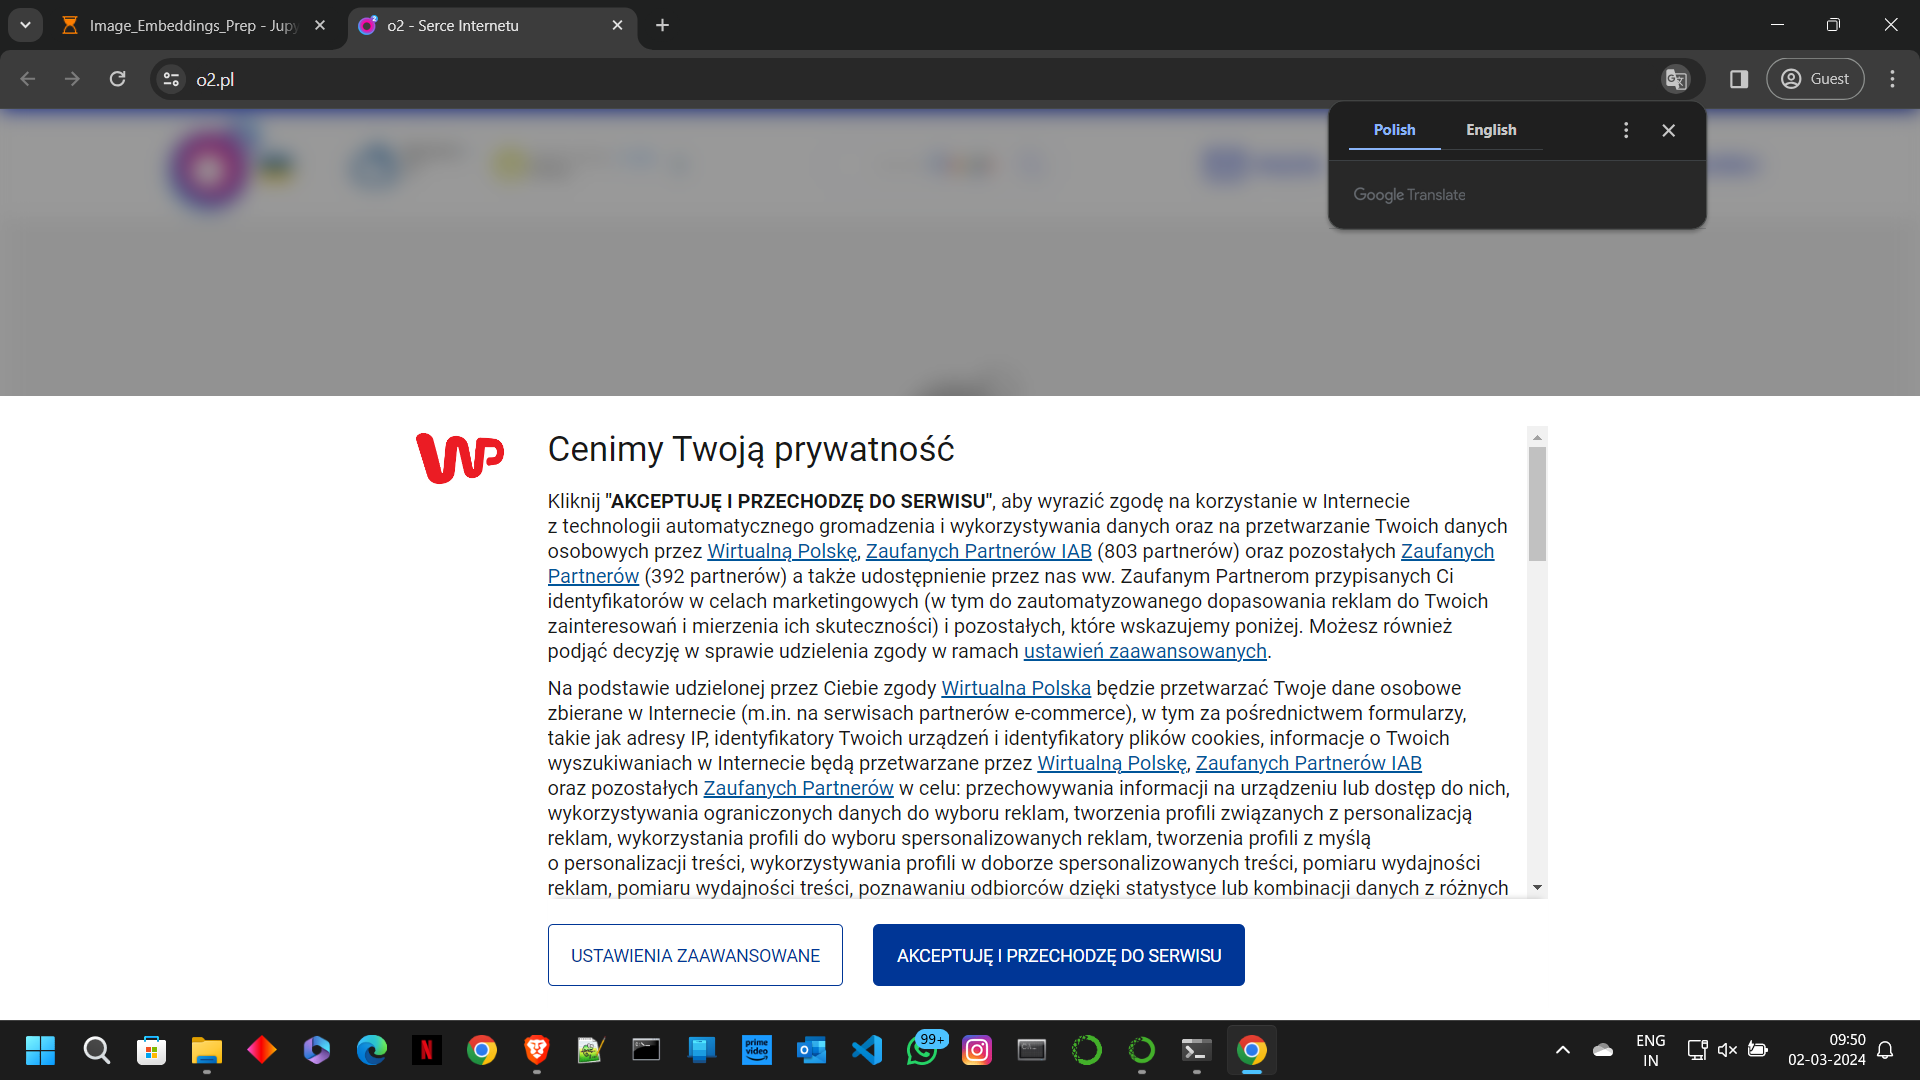 Image_Embeddings_Prep - Jupy
o2 - Serce Internetu
o2.pl
Guest
Polish
English
Google Translate
WP
Cenimy Twoją prywatność
Kliknij "AKCEPTUJĘ I PRZECHODZĘ DO SERWISU", aby wyrazić zgodę na korzystanie w Internecie
z technologii automatycznego gromadzenia i wykorzystywania danych oraz na przetwarzanie Twoich danych
osobowych przez Wirtualną Polskę, Zaufanych Partnerów IAB (803 partnerów) oraz pozostałych Zaufanych
Partnerów (392 partnerów) a także udostępnienie przez nas ww. Zaufanym Partnerom przypisanych Ci
identyfikatorów w celach marketingowych (w tym do zautomatyzowanego dopasowania reklam do Twoich
zainteresowań i mierzenia ich skuteczności) i pozostałych, które wskazujemy poniżej. Możesz również
podjąć decyzję w sprawie udzielenia zgody w ramach ustawień zaawansowanych.
Na podstawie udzielonej przez Ciebie zgody Wirtualna Polska będzie przetwarzać Twoje dane osobowe
zbierane w Internecie (m.in. na serwisach partnerów e-commerce), w tym za pośrednictwem formularzy,
takie jak adresy IP, identyfikatory Twoich urządzeń i identyfikatory plików cookies, informacje o Twoich
wyszukiwaniach w Internecie będą przetwarzane przez Wirtualną Polskę, Zaufanych Partnerów IAB
oraz pozostałych Zaufanych Partnerów w celu: przechowywania informacji na urządzeniu lub dostęp do nich,
wykorzystywania ograniczonych danych do wyboru reklam, tworzenia profili związanych z personalizacją
reklam, wykorzystania profili do wyboru spersonalizowanych reklam, tworzenia profili z myślą
o personalizacji treści, wykorzystywania profili w doborze spersonalizowanych treści, pomiaru wydajności
reklam, pomiaru wydajności treści, poznawaniu odbiorców dzięki statystyce lub kombinacji danych z różnych
USTAWIENIA ZAAWANSOWANE
AKCEPTUJĘ I PRZECHODZĘ DO SERWISU
prime
video
99+
ENG
IN
09:50
02-03-2024